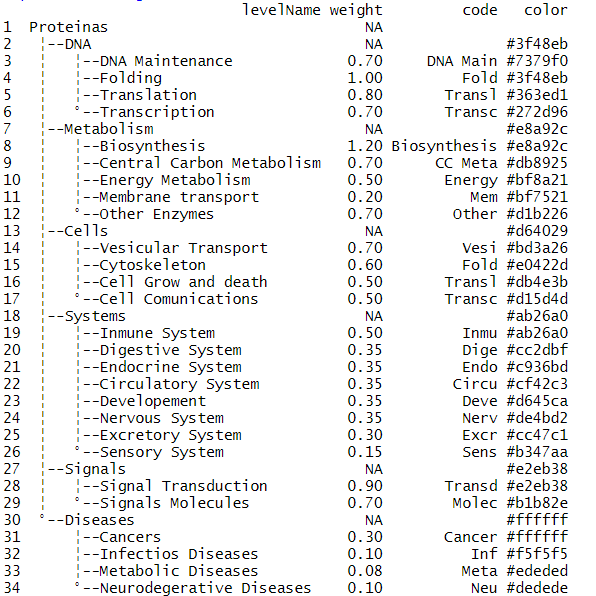 levelName weight code color
1 Proteinas NA
2 ¦--DNA NA #3f48eb
3 ¦ ¦--DNA Maintenance 0.70 DNA Main #7379f0
4 ¦ ¦--Folding 1.00 Fold #3f48eb
5 ¦ ¦--Translation 0.80 Transl #363ed1
6 ¦ °--Transcription 0.70 Transc #272d96
7 ¦--Metabolism NA #e8a92c
8 ¦ ¦--Biosynthesis 1.20 Biosynthesis #e8a92c
9 ¦ ¦--Central Carbon Metabolism 0.70 CC Meta #db8925
10 ¦ ¦--Energy Metabolism 0.50 Energy #bf8a21
11 ¦ ¦--Membrane transport 0.20 Mem #bf7521
12 ¦ °--Other Enzymes 0.70 Other #d1b226
13 ¦--Cells NA #d64029
14 ¦ ¦--Vesicular Transport 0.70 Vesi #bd3a26
15 ¦ ¦--Cytoskeleton 0.60 Fold #e0422d
16 ¦ ¦--Cell Grow and death 0.50 Transl #db4e3b
17 ¦ °--Cell Comunications 0.50 Transc #d15d4d
18 ¦--Systems NA #ab26a0
19 ¦ ¦--Inmune System 0.50 Inmu #ab26a0
20 ¦ ¦--Digestive System 0.35 Dige #cc2dbf
21 ¦ ¦--Endocrine System 0.35 Endo #c936bd
22 ¦ ¦--Circulatory System 0.35 Circu #cf42c3
23 ¦ ¦--Developement 0.35 Deve #d645ca
24 ¦ ¦--Nervous System 0.35 Nerv #de4bd2
25 ¦ ¦--Excretory System 0.30 Excr #cc47c1
26 ¦ °--Sensory System 0.15 Sens #b347aa
27 ¦--Signals NA #e2eb38
28 ¦ ¦--Signal Transduction 0.90 Transd #e2eb38
29 ¦ °--Signals Molecules 0.70 Molec #b1b82e
30 °--Diseases NA #ffffff
31 ¦--Cancers 0.30 Cancer #ffffff
32 ¦--Infectios Diseases 0.10 Inf #f5f5f5
33 ¦--Metabolic Diseases 0.08 Meta #ededed
34 °--Neurodegerative Diseases 0.10 Neu #dedede